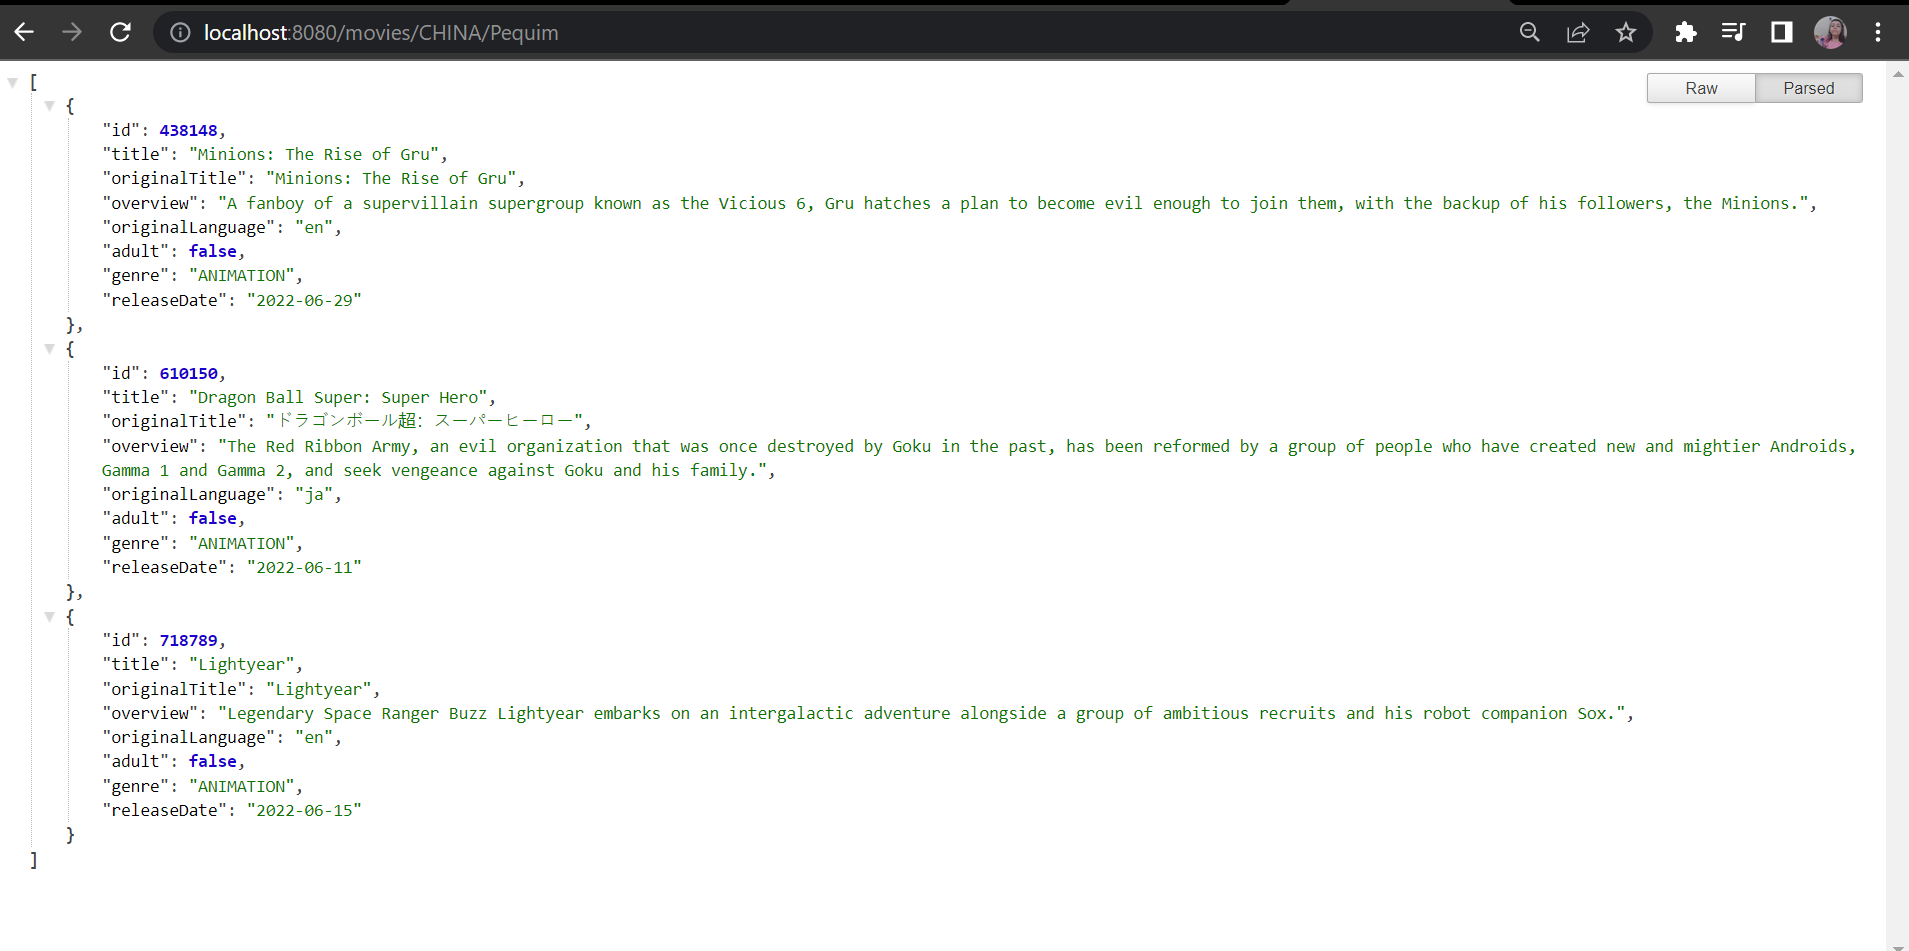 localhost:8080/movies/CHINA/Pequim
Raw Parsed
[
{
"id": 438148,
"title": "Minions: The Rise of Gru",
"originalTitle": "Minions: The Rise of Gru",
"overview": "A fanboy of a supervillain supergroup known as the Vicious 6, Gru hatches a plan to become evil enough to join them, with the backup of his followers, the Minions.",
"originalLanguage": "en",
"adult": false,
"genre": "ANIMATION",
"releaseDate": "2022-06-29"
},
{
"id": 610150,
"title": "Dragon Ball Super: Super Hero",
"originalTitle": "ドラゴンボール超：スーパーヒーロー",
"overview": "The Red Ribbon Army, an evil organization that was once destroyed by Goku in the past, has been reformed by a group of people who have created new and mightier Androids,
Gamma 1 and Gamma 2, and seek vengeance against Goku and his family.",
"originalLanguage": "ja",
"adult": false,
"genre": "ANIMATION",
"releaseDate": "2022-06-11"
},
{
"id": 718789,
"title": "Lightyear",
"originalTitle": "Lightyear",
"overview": "Legendary Space Ranger Buzz Lightyear embarks on an intergalactic adventure alongside a group of ambitious recruits and his robot companion Sox.",
"originalLanguage": "en",
"adult": false,
"genre": "ANIMATION",
"releaseDate": "2022-06-15"
}
]